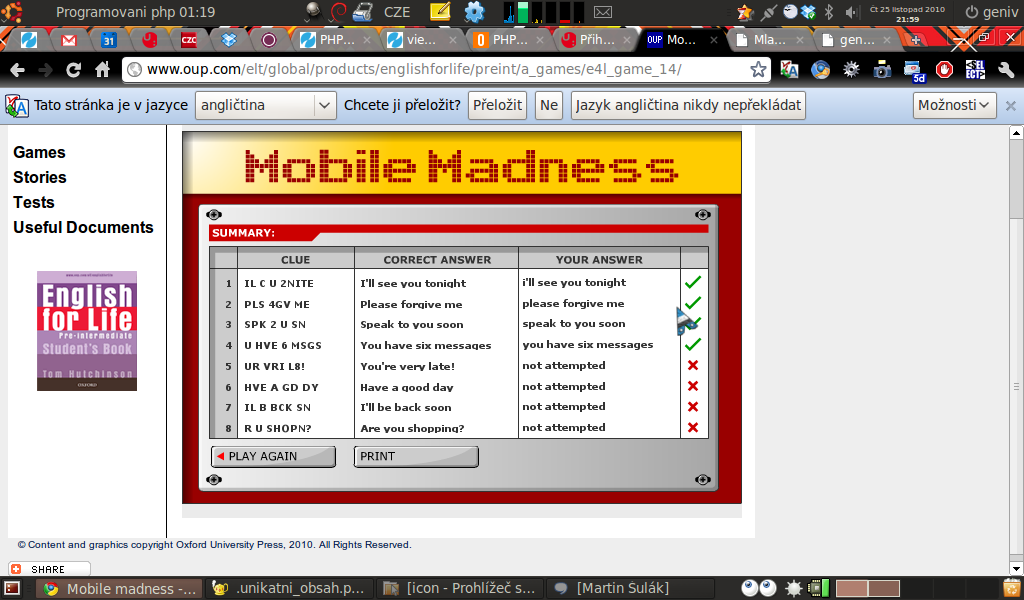 Programovani php 01:19
CZE
Čt 25 listopad 2010
21:59
geniv
31
CZC
PHP...
vie...
PHP...
Přih...
OUP Mo...
Mla...
gen...
www.oup.com/elt/global/products/englishforlife/preint/a_games/e4l_game_14/
5d
Tato stránka je v jazyce angličtina Chcete ji přeložit? Přeložit Ne Jazyk angličtina nikdy nepřekládat Možnosti
Games
Stories
Tests
Useful Documents
English
for Life
Pre-intermediate
Student's Book
Tom Hutchinson
OXFORD
Mobile Madness
SUMMARY:
CLUE CORRECT ANSWER YOUR ANSWER
1 IL C U 2NITE I'll see you tonight i'll see you tonight
2 PLS 4GV ME Please forgive me please forgive me
3 SPK 2 U SN Speak to you soon speak to you soon
4 U HVE 6 MSGS You have six messages you have six messages
5 UR VRI L8! You're very late! not attempted
6 HVE A GD DY Have a good day not attempted
7 IL B BCK SN I'll be back soon not attempted
8 R U SHOPN? Are you shopping? not attempted
PLAY AGAIN PRINT
© Content and graphics copyright Oxford University Press, 2010. All Rights Reserved.
SHARE
Mobile madness -...
.unikatni_obsah.p...
[icon - Prohlížeč s...
[Martin Šulák]